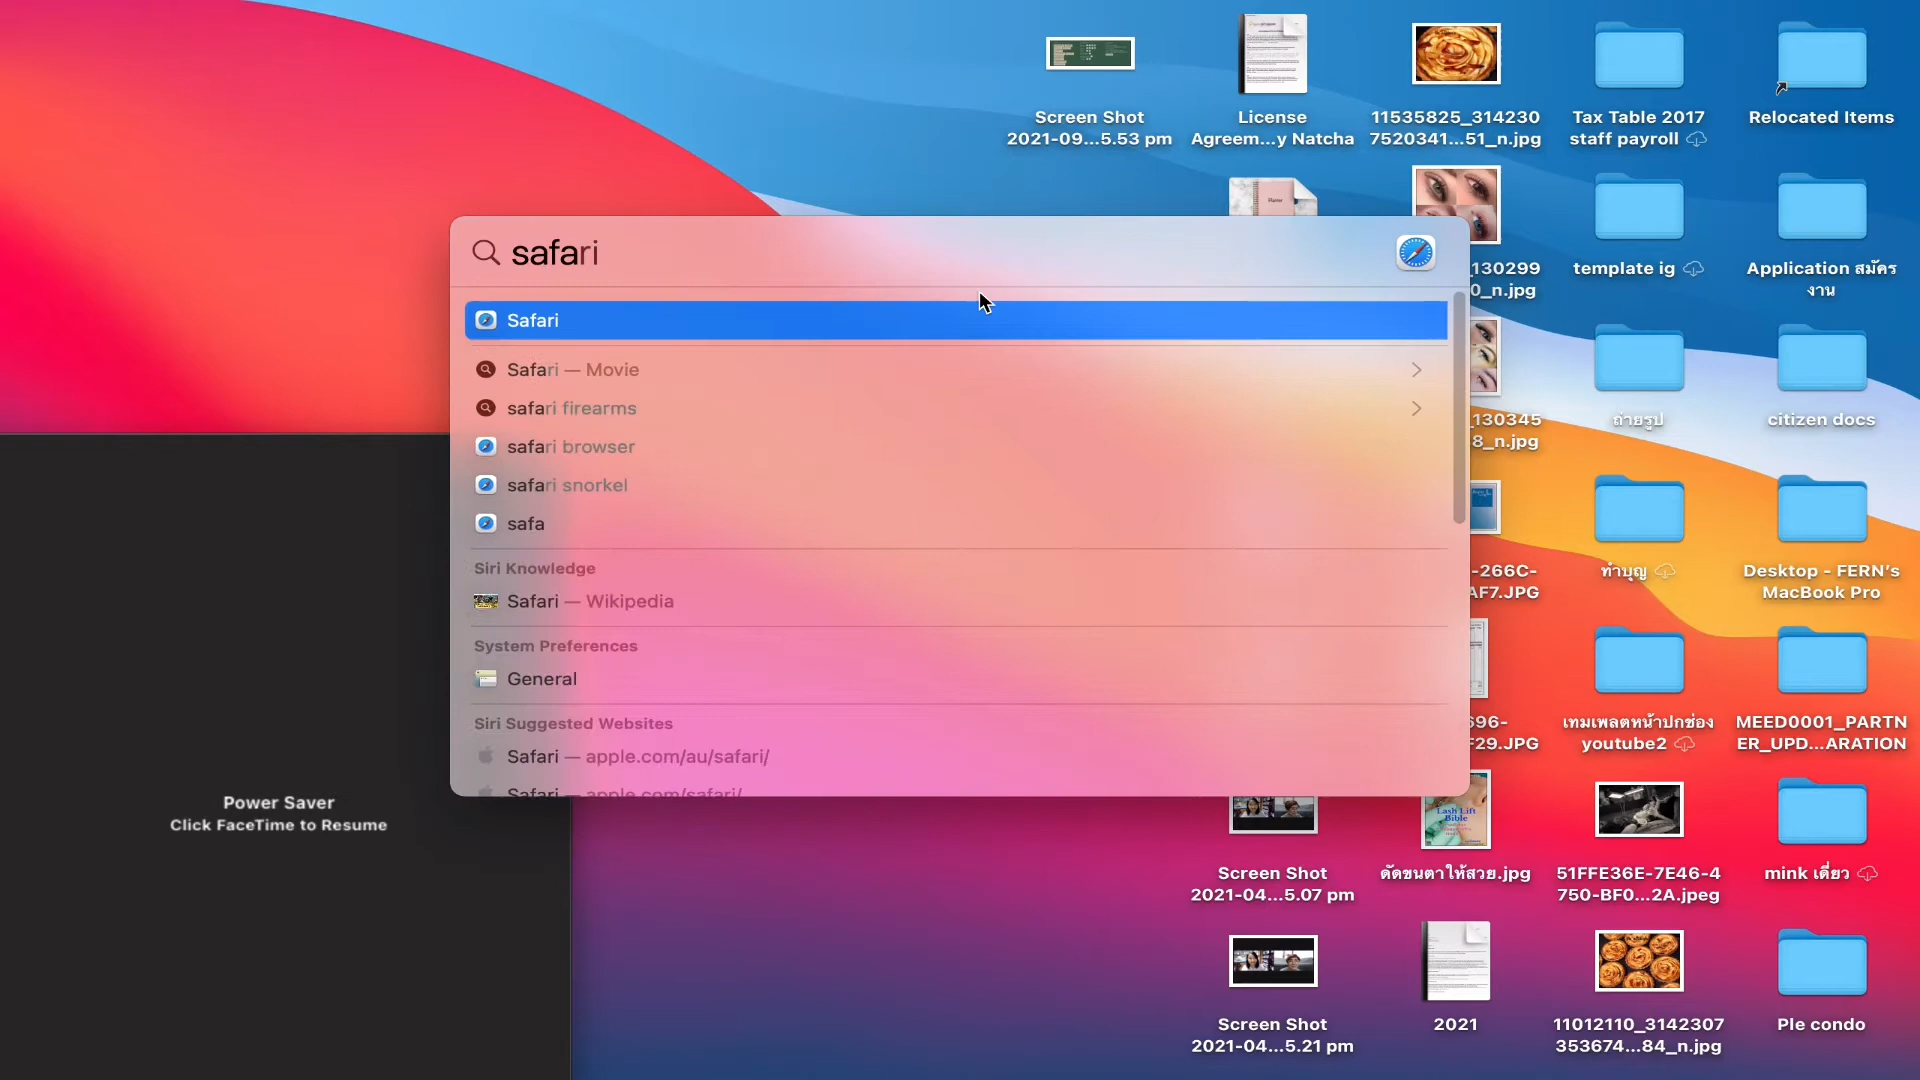 safari
Safari
Safari — Movie
safari firearms
safari browser
safari snorkel
safa
Siri Knowledge
Safari — Wikipedia
System Preferences
General
Siri Suggested Websites
Safari — apple.com/au/safari/
Safari — apple.com/safari/
Power Saver
Click FaceTime to Resume
Screen Shot
2021-09...5.53 pm
License
Agreem...y Natcha
11535825_314230
7520341...51_n.jpg
Tax Table 2017
staff payroll
Relocated Items
Planner
_130299
0_n.jpg
template ig
Application สมัคร
งาน
_130345
8_n.jpg
ถ่ายรูป
citizen docs
-266C-
AF7.JPG
ทำบุญ
Desktop - FERN's
MacBook Pro
696-
F29.JPG
เทมเพลตหน้าปกช่อง
youtube2
MEED0001_PARTN
ER_UPD...ARATION
Screen Shot
2021-04...5.07 pm
Lash Lift
Bible
ดัดขนตาให้สวย.jpg
51FFE36E-7E46-4
750-BF0...2A.jpeg
mink เดี่ยว
Screen Shot
2021-04...5.21 pm
2021
11012110_3142307
353674...84_n.jpg
Ple condo